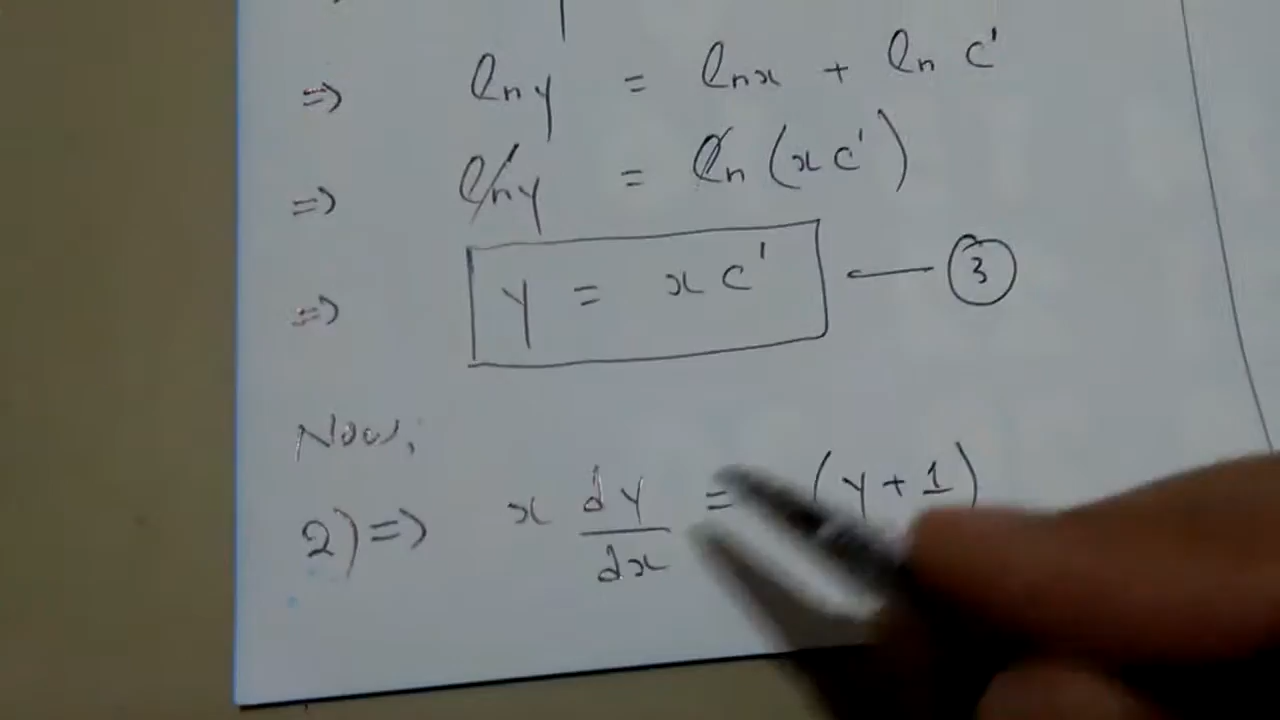 => ln y = ln x + ln c'
=> ln y = ln (x c')
=> y = x c' ← 3
Now,
2) => x dy/dx = (y + 1)